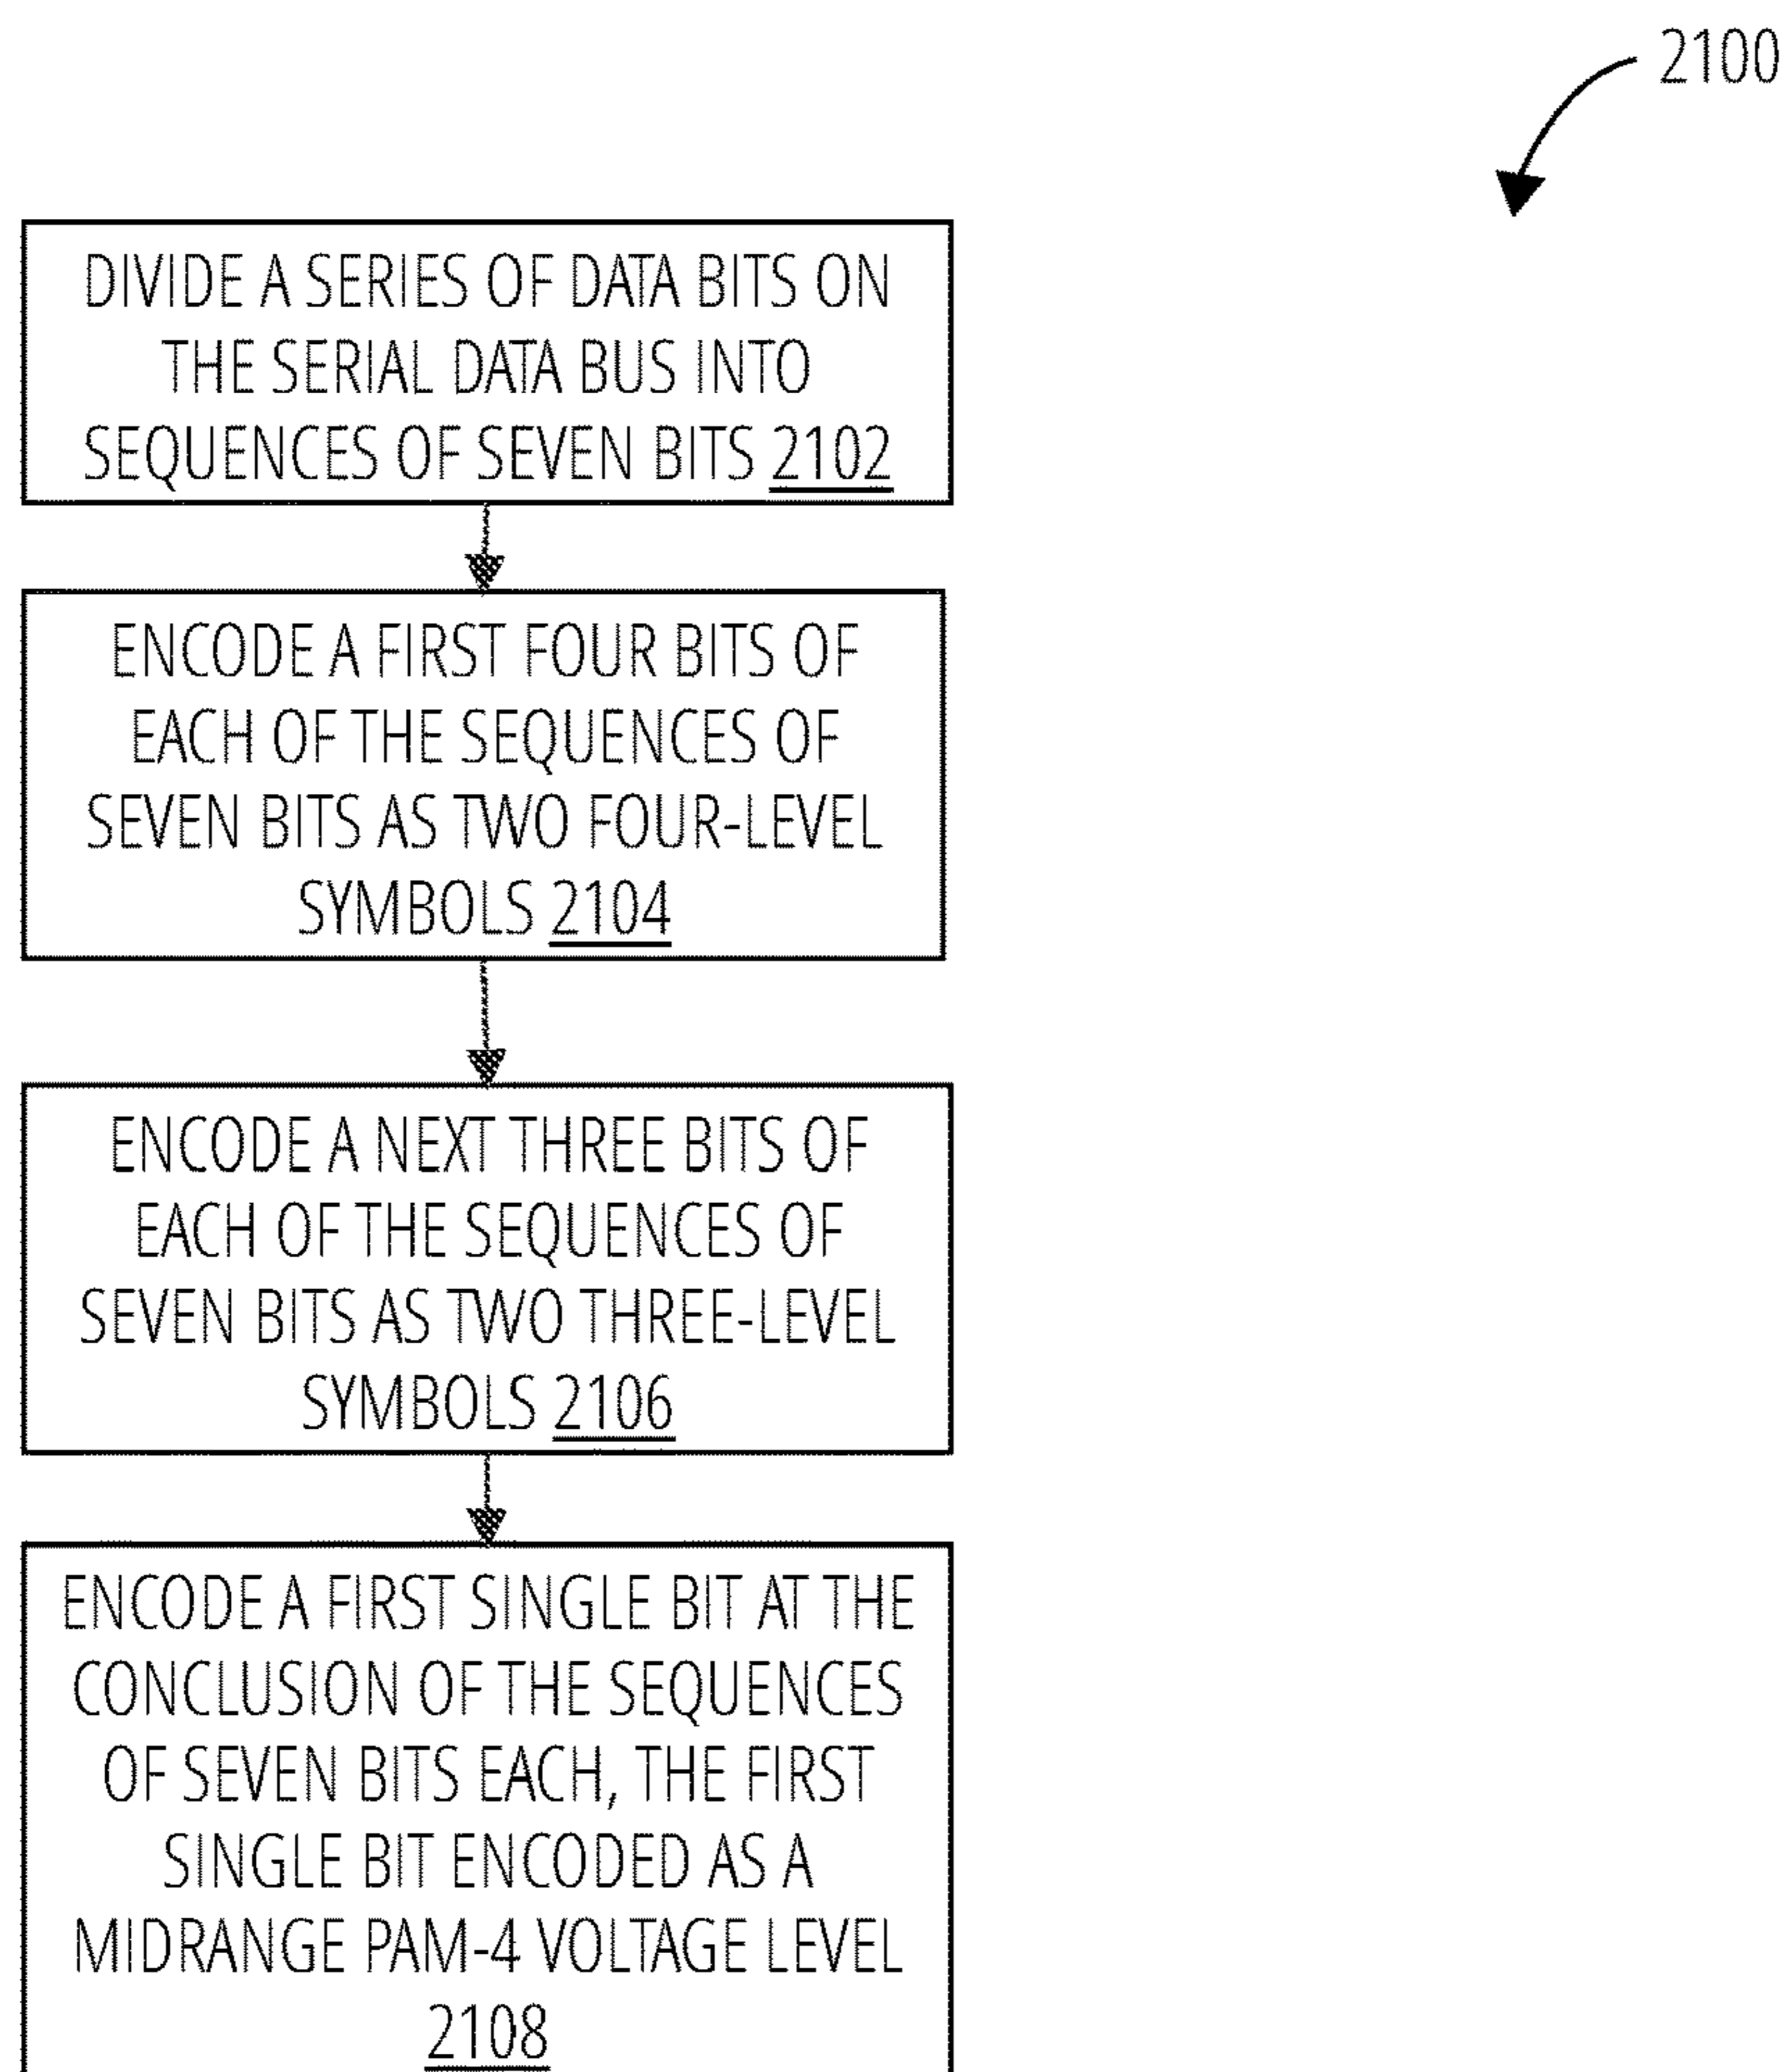 2100
DIVIDE A SERIES OF DATA BITS ON
THE SERIAL DATA BUS INTO
SEQUENCES OF SEVEN BITS 2102
ENCODE A FIRST FOUR BITS OF
EACH OF THE SEQUENCES OF
SEVEN BITS AS TWO FOUR-LEVEL
SYMBOLS 2104
ENCODE A NEXT THREE BITS OF
EACH OF THE SEQUENCES OF
SEVEN BITS AS TWO THREE-LEVEL
SYMBOLS 2106
ENCODE A FIRST SINGLE BIT AT THE
CONCLUSION OF THE SEQUENCES
OF SEVEN BITS EACH, THE FIRST
SINGLE BIT ENCODED AS A
MIDRANGE PAM-4 VOLTAGE LEVEL
2108